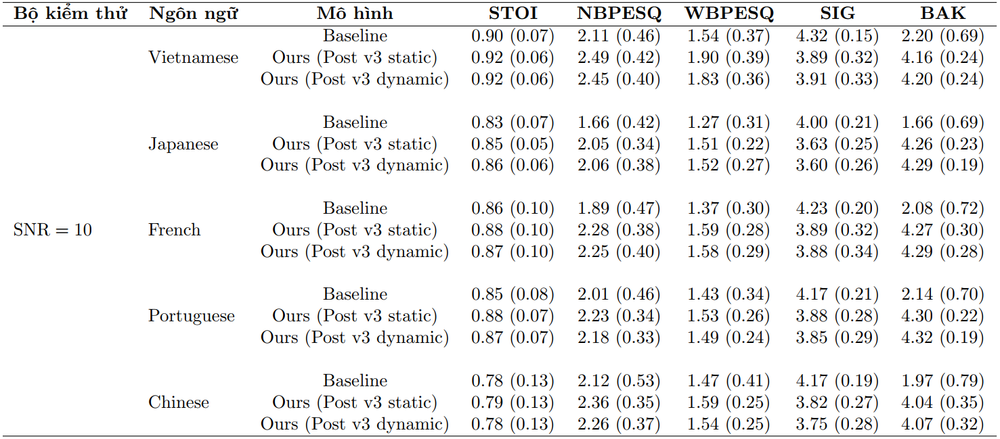 Bộ kiểm thử Ngôn ngữ Mô hình STOI NBPESQ WBPESQ SIG BAK
Baseline 0.90 (0.07) 2.11 (0.46) 1.54 (0.37) 4.32 (0.15) 2.20 (0.69)
Vietnamese Ours (Post v3 static) 0.92 (0.06) 2.49 (0.42) 1.90 (0.39) 3.89 (0.32) 4.16 (0.24)
Ours (Post v3 dynamic) 0.92 (0.06) 2.45 (0.40) 1.83 (0.36) 3.91 (0.33) 4.20 (0.24)
Baseline 0.83 (0.07) 1.66 (0.42) 1.27 (0.31) 4.00 (0.21) 1.66 (0.69)
Japanese Ours (Post v3 static) 0.85 (0.05) 2.05 (0.34) 1.51 (0.22) 3.63 (0.25) 4.26 (0.23)
Ours (Post v3 dynamic) 0.86 (0.06) 2.06 (0.38) 1.52 (0.27) 3.60 (0.26) 4.29 (0.19)
Baseline 0.86 (0.10) 1.89 (0.47) 1.37 (0.30) 4.23 (0.20) 2.08 (0.72)
SNR = 10 French Ours (Post v3 static) 0.88 (0.10) 2.28 (0.38) 1.59 (0.28) 3.89 (0.32) 4.27 (0.30)
Ours (Post v3 dynamic) 0.87 (0.10) 2.25 (0.40) 1.58 (0.29) 3.88 (0.34) 4.29 (0.28)
Baseline 0.85 (0.08) 2.01 (0.46) 1.43 (0.34) 4.17 (0.21) 2.14 (0.70)
Portuguese Ours (Post v3 static) 0.88 (0.07) 2.23 (0.34) 1.53 (0.26) 3.88 (0.28) 4.30 (0.22)
Ours (Post v3 dynamic) 0.87 (0.07) 2.18 (0.33) 1.49 (0.24) 3.85 (0.29) 4.32 (0.19)
Baseline 0.78 (0.13) 2.12 (0.53) 1.47 (0.41) 4.17 (0.19) 1.97 (0.79)
Chinese Ours (Post v3 static) 0.79 (0.13) 2.36 (0.35) 1.59 (0.25) 3.82 (0.27) 4.04 (0.35)
Ours (Post v3 dynamic) 0.78 (0.13) 2.26 (0.37) 1.54 (0.25) 3.75 (0.28) 4.07 (0.32)